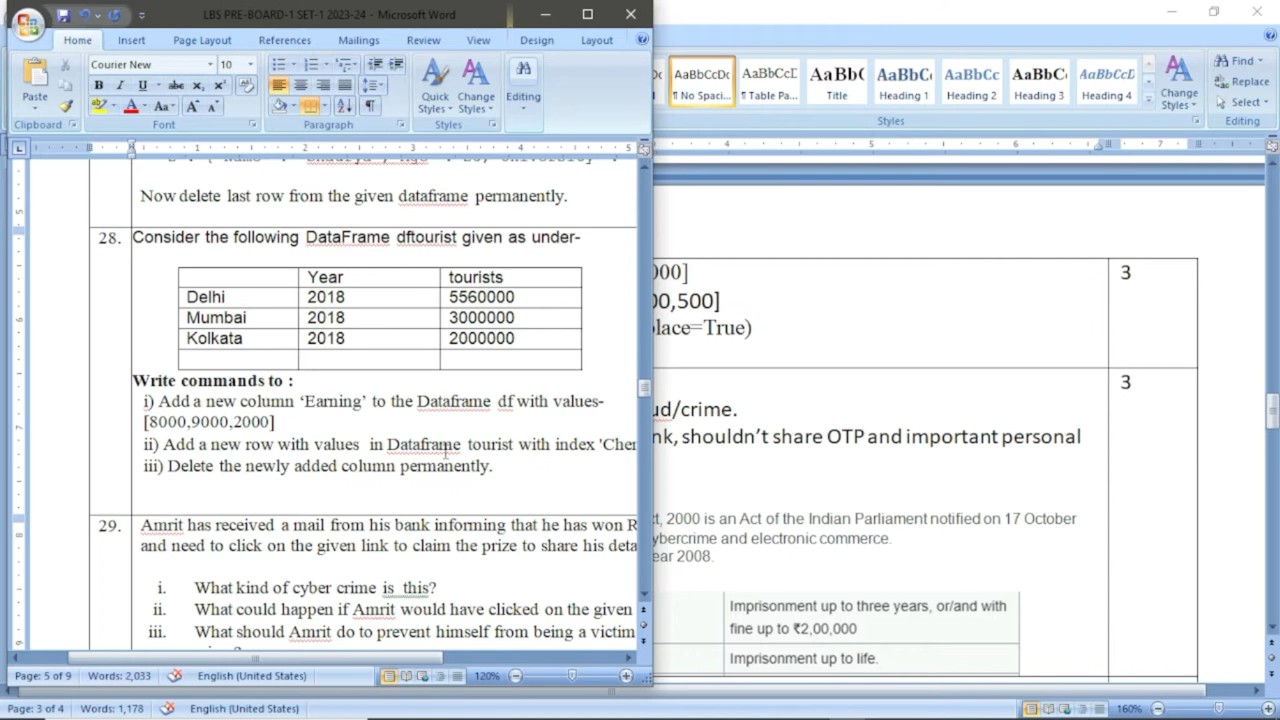 LBS PRE-BOARD-1 SET-1 2023-24 - Microsoft Word
Home Insert Page Layout References Mailings Review View Design Layout
Courier New 10
Paste
Quick Styles
Change Styles
Editing
Clipboard Font Paragraph Styles
AaBbCcDc AaBbCcDc AaBb( AaBbCc AaBbCc AaBbC AaBbCcD
¶ No Spaci... ¶ Table Pa... Title Heading 1 Heading 2 Heading 3 Heading 4
Change Styles
Find
Replace
Select
Styles Editing
Now delete last row from the given dataframe permanently.
28. Consider the following DataFrame dftourist given as under-
Year tourists
Delhi 2018 5560000
Mumbai 2018 3000000
Kolkata 2018 2000000
Write commands to :
i) Add a new column ‘Earning’ to the Dataframe df with values-
[8000,9000,2000]
ii) Add a new row with values in Dataframe tourist with index 'Chen
iii) Delete the newly added column permanently.
29. Amrit has received a mail from his bank informing that he has won R
and need to click on the given link to claim the prize to share his deta
i. What kind of cyber crime is this?
ii. What could happen if Amrit would have clicked on the given
iii. What should Amrit do to prevent himself from being a victim
Page: 5 of 9 Words: 2,033 English (United States) 120%
000] 3
00,500]
place=True)
3
ud/crime.
nk, shouldn’t share OTP and important personal
ct, 2000 is an Act of the Indian Parliament notified on 17 October
ybercrime and electronic commerce.
ear 2008.
Imprisonment up to three years, or/and with
fine up to ₹2,00,000
Imprisonment up to life.
Page: 3 of 4 Words: 1,178 English (United States) 160%